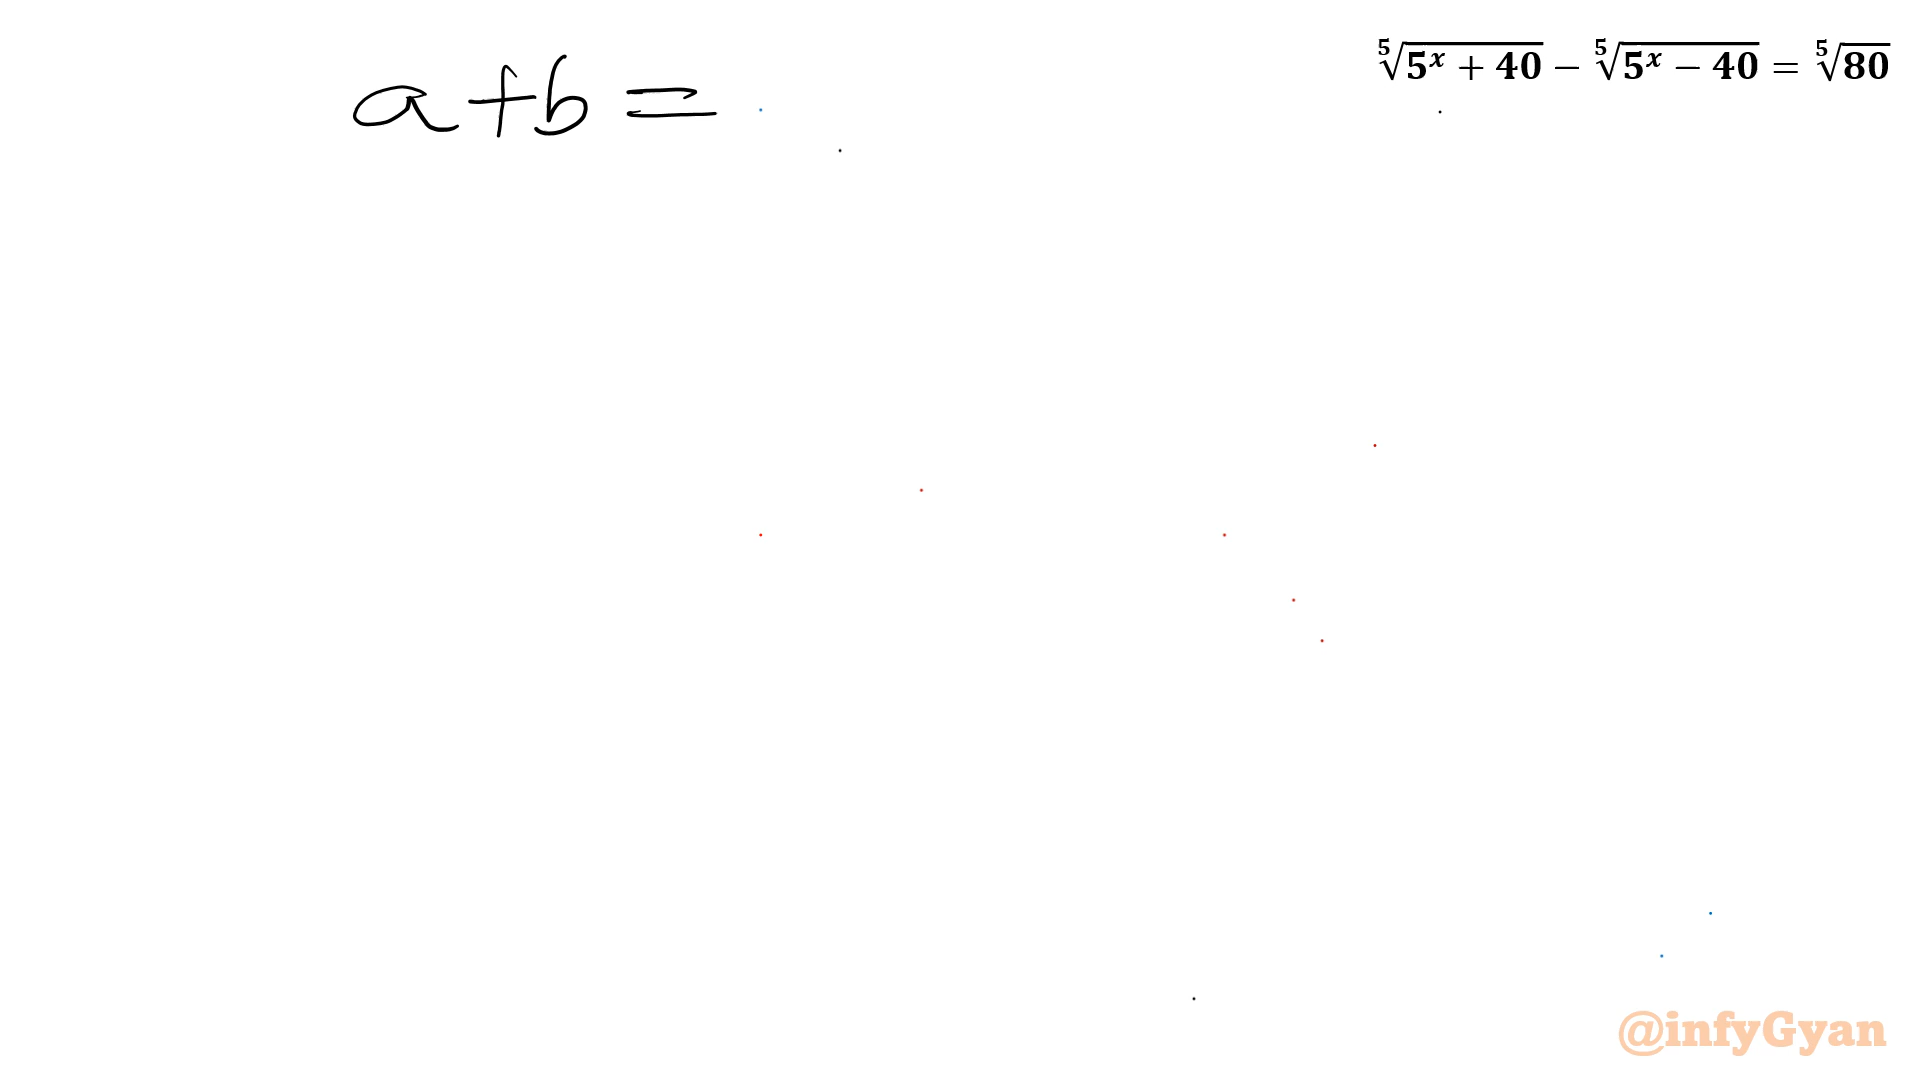 a+b=
⁵√(5ˣ + 40) − ⁵√(5ˣ − 40) = ⁵√80
@infyGyan